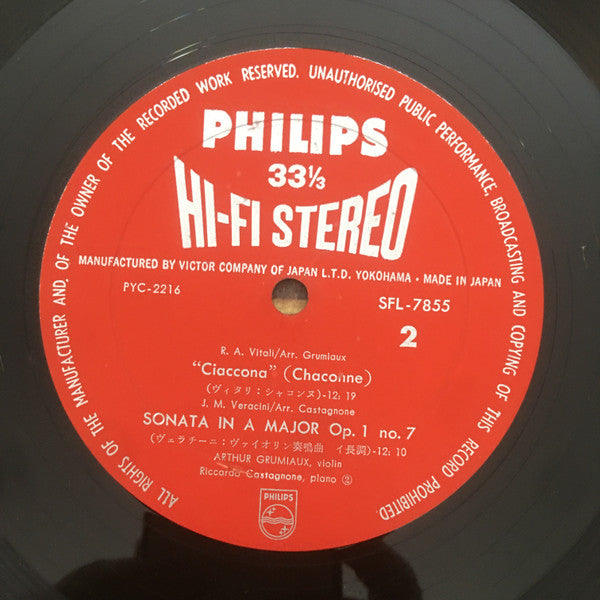 ALL RIGHTS OF THE MANUFACTURER AND, OF THE OWNER OF THE RECORDED WORK RESERVED. UNAUTHORISED PUBLIC PERFORMANCE, BROADCASTING AND COPYING OF THIS RECORD PROHIBITED.
PHILIPS
33⅓
HI-FI STEREO
MANUFACTURED BY VICTOR COMPANY OF JAPAN L.T.D. YOKOHAMA • MADE IN JAPAN
PYC-2216 SFL-7855
2
R. A. Vitali/Arr. Grumiaux
"Ciaccona" (Chaconne)
(ヴィタリ：シャコンヌ)-12:19
J. M. Veracini/Arr. Castagnone
SONATA IN A MAJOR Op. 1 no. 7
(ヴェラチーニ：ヴァイオリン奏鳴曲 イ長調)-12:10
ARTHUR GRUMIAUX, violin
Riccardo Castagnone, piano ②
PHILIPS